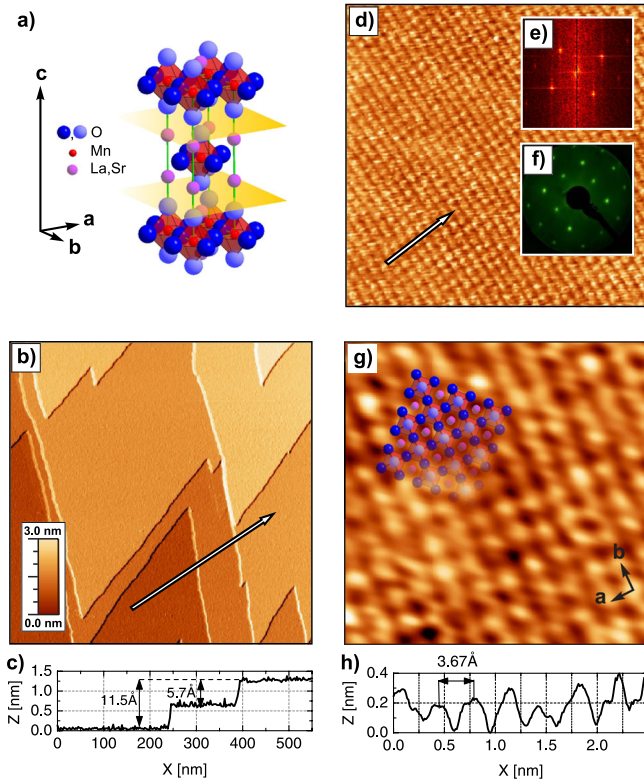 a)
c
O
Mn
La,Sr
a
b
d)
e)
f)
b)
3.0 nm
0.0 nm
g)
b
a
c)
1.5
1.0
0.5
0.0
Z [nm]
11.5Å
5.7Å
0 100 200 300 400 500
X [nm]
h)
3.67Å
0.4
0.2
0.0
Z [nm]
0.0 0.5 1.0 1.5 2.0
X [nm]